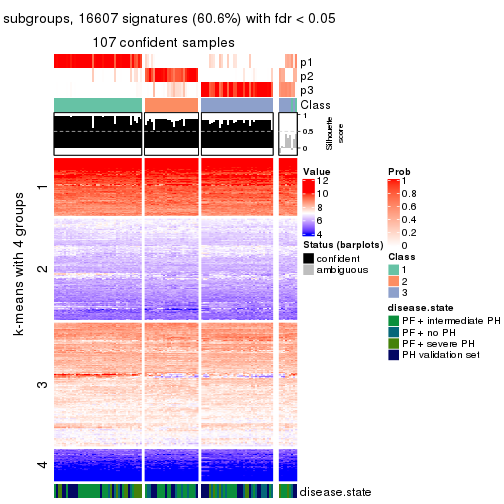 subgroups, 16607 signatures (60.6%) with fdr < 0.05
107 confident samples
p1
p2
p3
Class
1
0.5
0
Silhouette
score
k-means with 4 groups
1
2
3
4
disease.state
Value
12
10
8
6
4
Status (barplots)
confident
ambiguous
Prob
1
0.8
0.6
0.4
0.2
0
Class
1
2
3
disease.state
PF + intermediate PH
PF + no PH
PF + severe PH
PH validation set